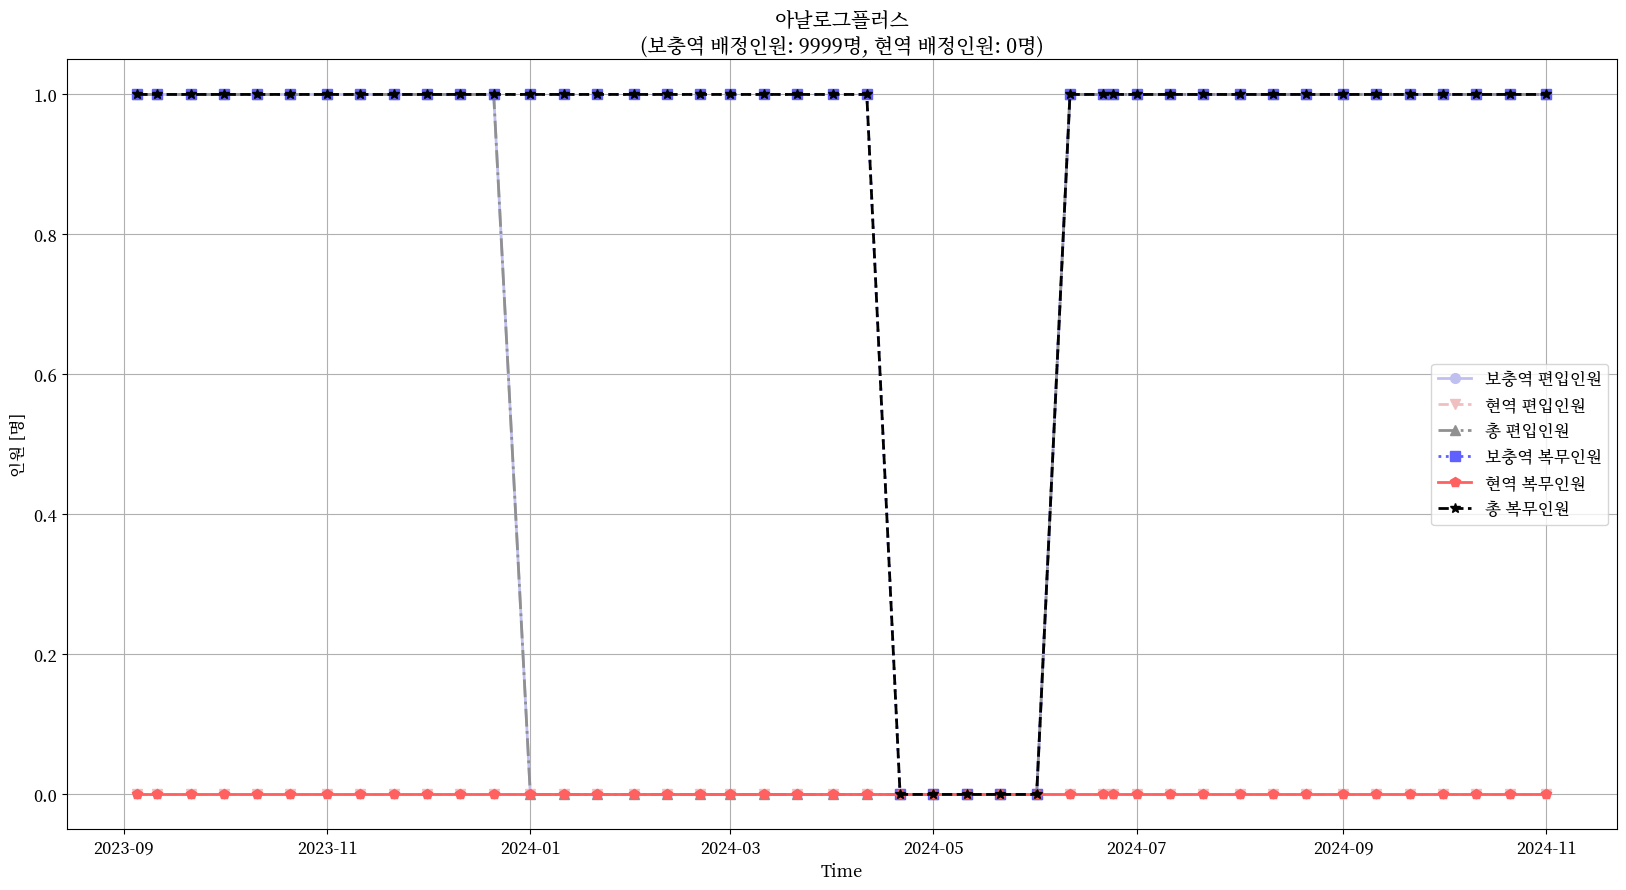 아날로그플러스
(보충역 배정인원: 9999명, 현역 배정인원: 0명)
1.0
0.8
0.6
0.4
0.2
0.0
인원 [명]
보충역 편입인원
현역 편입인원
총 편입인원
보충역 복무인원
현역 복무인원
총 복무인원
2023-09
2023-11
2024-01
2024-03
2024-05
2024-07
2024-09
2024-11
Time